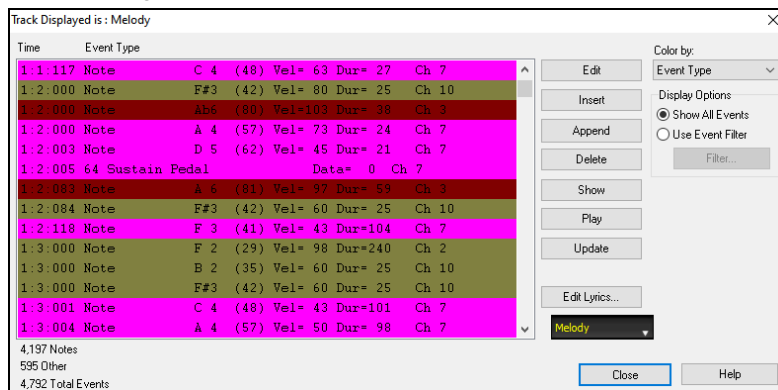 Track Displayed is : Melody
Time Event Type
1:1:117 Note C 4 (48) Vel= 63 Dur= 27 Ch 7
1:2:000 Note F#3 (42) Vel= 80 Dur= 25 Ch 10
1:2:000 Note Ab6 (80) Vel=103 Dur= 38 Ch 3
1:2:000 Note A 4 (57) Vel= 73 Dur= 24 Ch 7
1:2:003 Note D 5 (62) Vel= 45 Dur= 21 Ch 7
1:2:005 64 Sustain Pedal Data= 0 Ch 7
1:2:083 Note A 6 (81) Vel= 97 Dur= 59 Ch 3
1:2:084 Note F#3 (42) Vel= 60 Dur= 25 Ch 10
1:2:118 Note F 3 (41) Vel= 43 Dur=104 Ch 7
1:3:000 Note F 2 (29) Vel= 98 Dur=240 Ch 2
1:3:000 Note B 2 (35) Vel= 60 Dur= 25 Ch 10
1:3:000 Note F#3 (42) Vel= 60 Dur= 25 Ch 10
1:3:001 Note C 4 (48) Vel= 43 Dur=101 Ch 7
1:3:004 Note A 4 (57) Vel= 50 Dur= 98 Ch 7
4,197 Notes
595 Other
4,792 Total Events
Edit
Insert
Append
Delete
Show
Play
Update
Edit Lyrics...
Melody
Color by:
Event Type
Display Options
Show All Events
Use Event Filter
Filter...
Close
Help